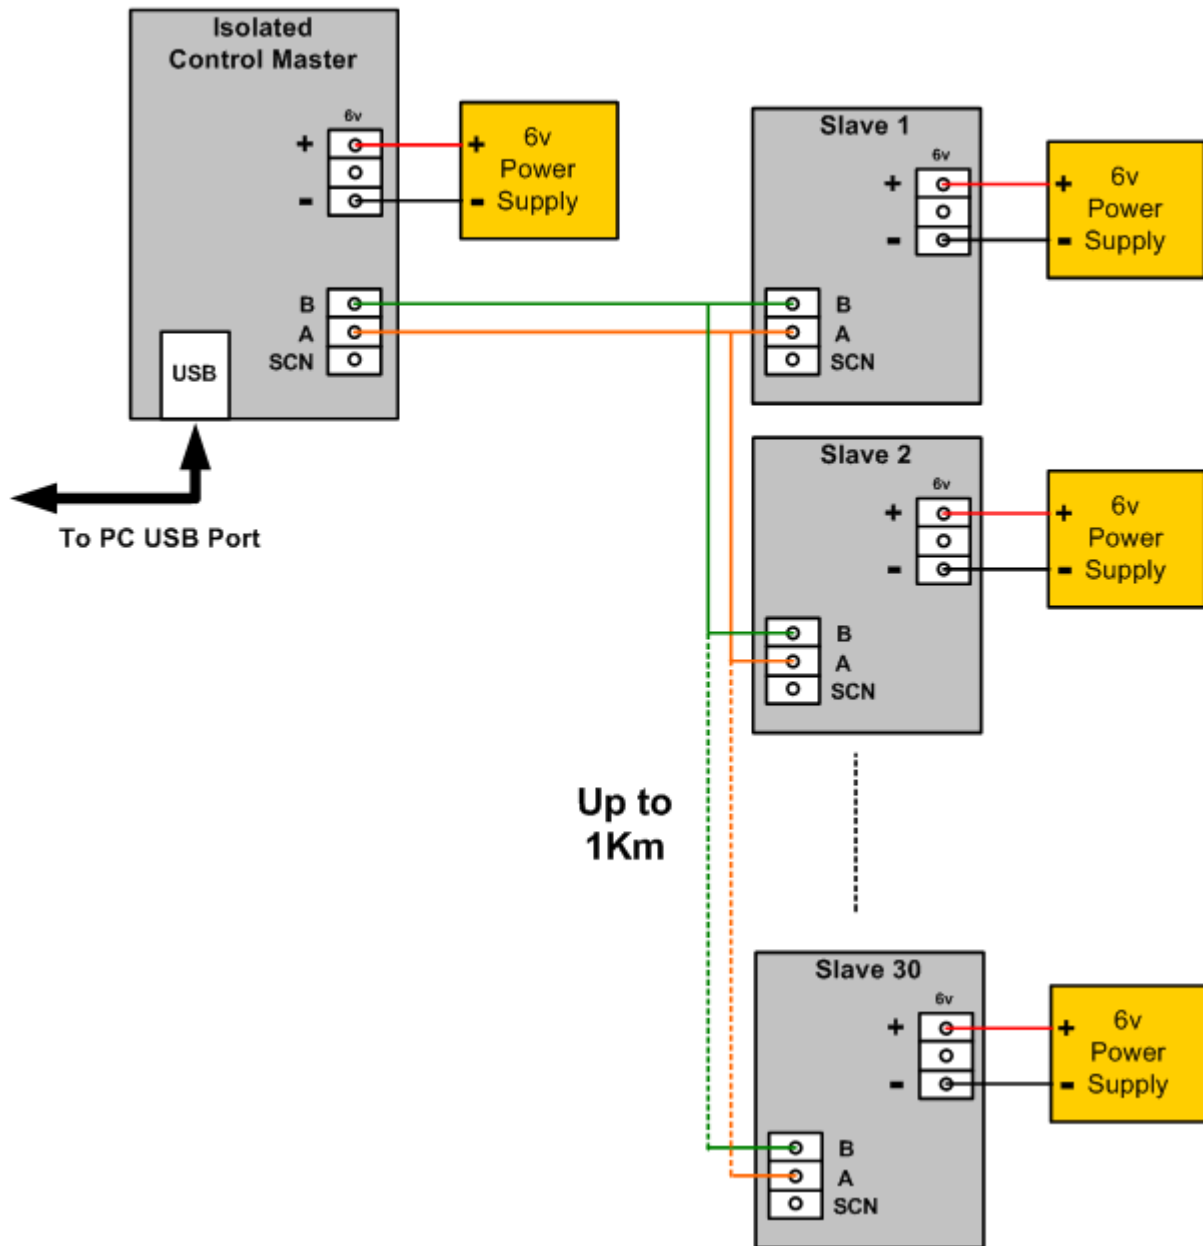 Isolated
Control Master
6v
+
-
6v
Power
Supply
+
-
B
A
SCN
USB
To PC USB Port
Slave 1
6v
+
-
6v
Power
Supply
+
-
B
A
SCN
Slave 2
6v
+
-
6v
Power
Supply
+
-
B
A
SCN
Up to
1Km
Slave 30
6v
+
-
6v
Power
Supply
+
-
B
A
SCN